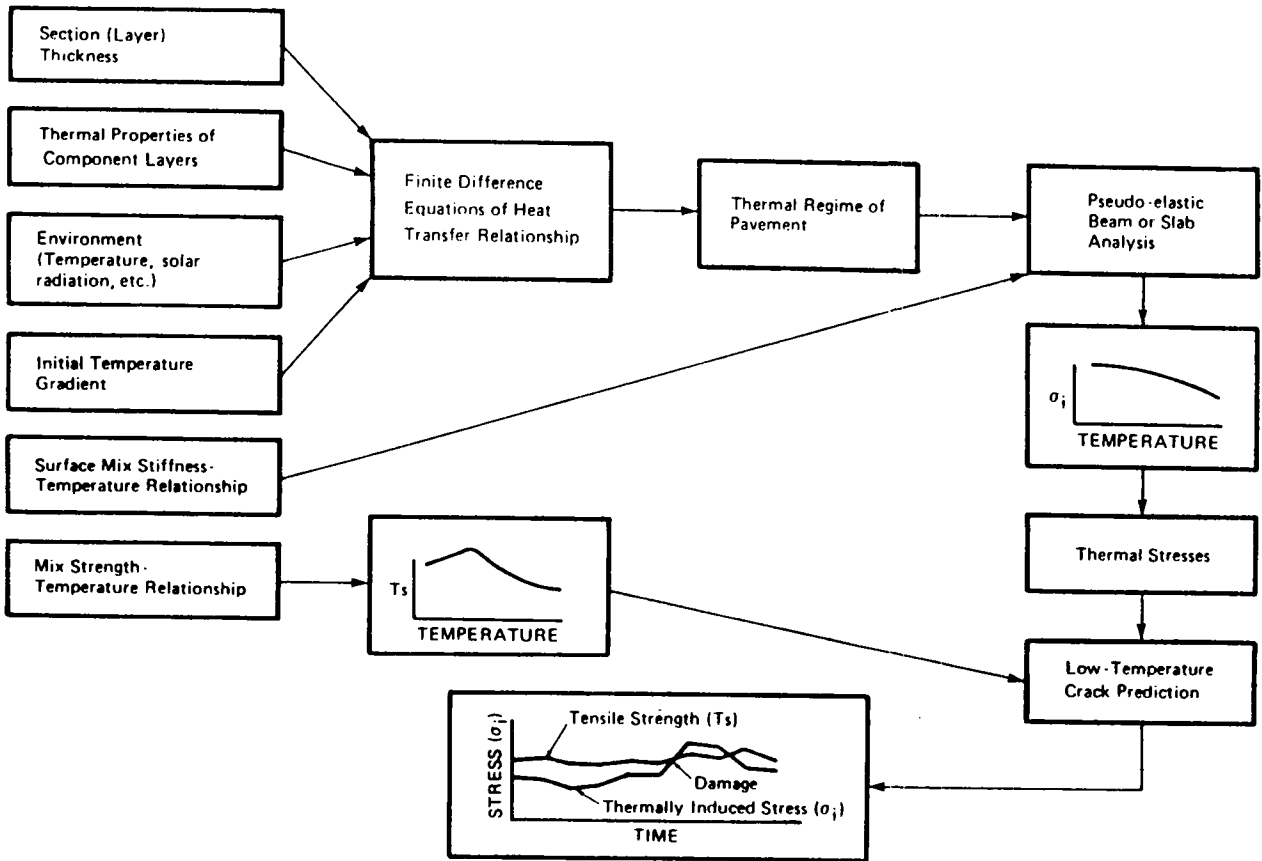 Section (Layer)
Thickness
Thermal Properties of
Component Layers
Environment
(Temperature, solar
radiation, etc.)
Initial Temperature
Gradient
Surface Mix Stiffness-
Temperature Relationship
Mix Strength-
Temperature Relationship
Finite Difference
Equations of Heat
Transfer Relationship
Thermal Regime of
Pavement
Pseudo-elastic
Beam or Slab
Analysis
σi
TEMPERATURE
Thermal Stresses
Ts
TEMPERATURE
Low-Temperature
Crack Prediction
STRESS (σi)
Tensile Strength (Ts)
Damage
Thermally Induced Stress (σi)
TIME